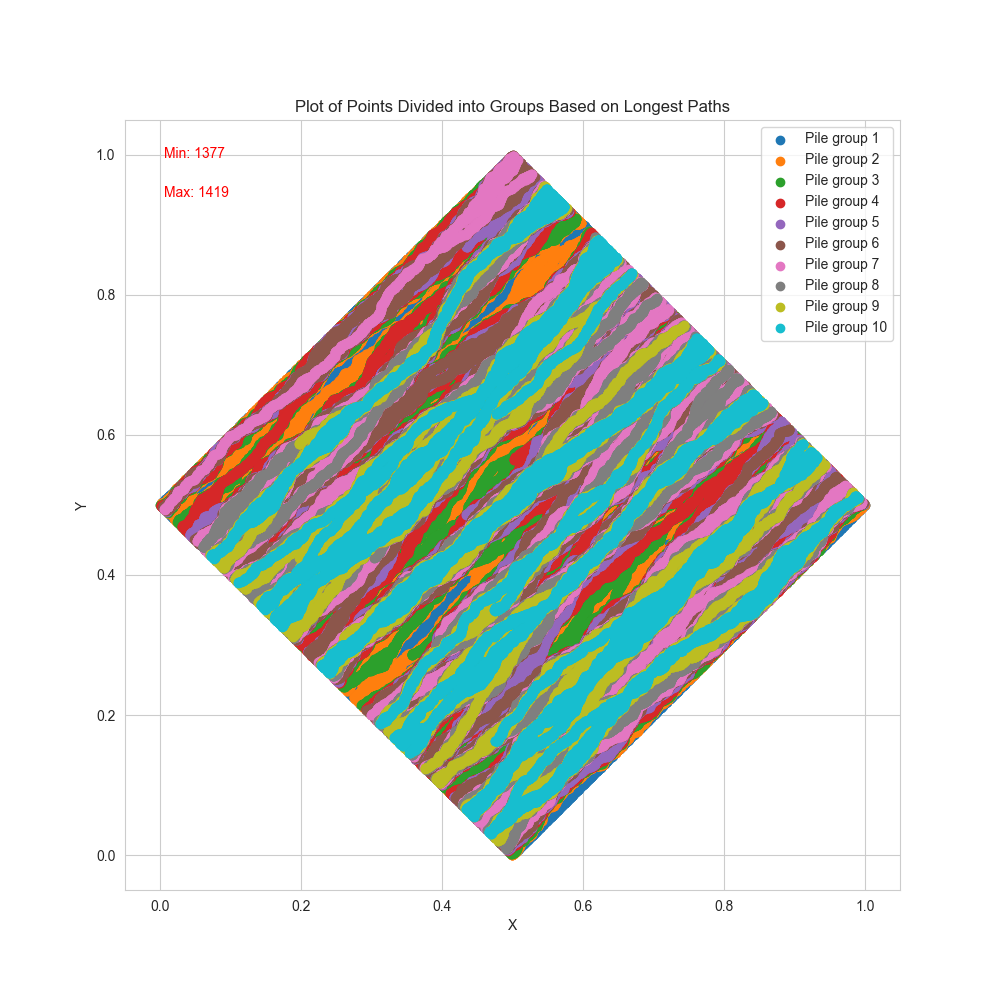 Plot of Points Divided into Groups Based on Longest Paths
Min: 1377
Max: 1419
Pile group 1
Pile group 2
Pile group 3
Pile group 4
Pile group 5
Pile group 6
Pile group 7
Pile group 8
Pile group 9
Pile group 10
1.0
0.8
0.6
0.4
0.2
0.0
Y
0.0 0.2 0.4 0.6 0.8 1.0
X